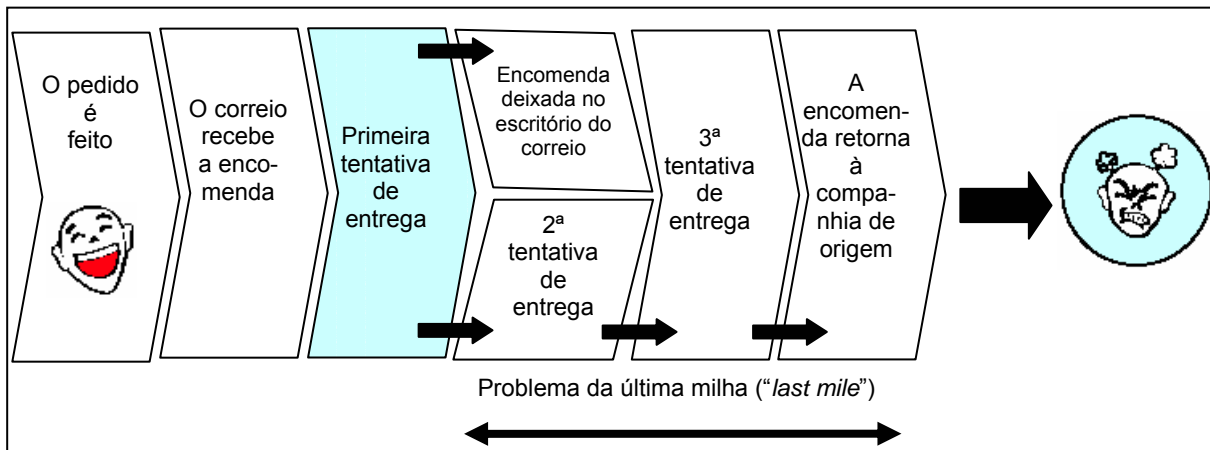 O pedido
é
feito
O correio
recebe
a enco-
menda
Primeira
tentativa
de
entrega
Encomenda
deixada no
escritório do
correio
2ª
tentativa
de
entrega
3ª
tentativa
de
entrega
A
encomen-
da retorna
à
compa-
nhia de
origem
Problema da última milha (“last mile”)